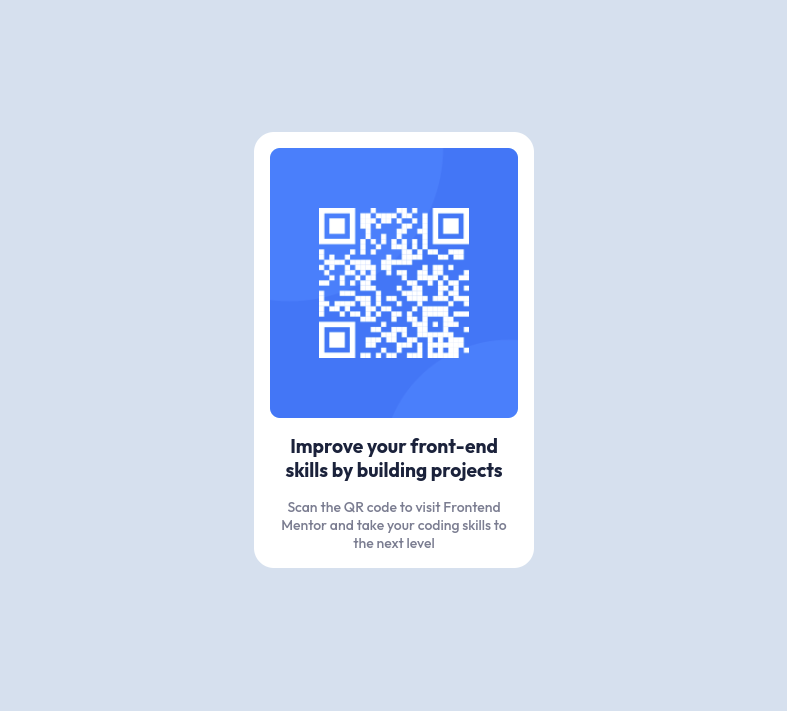 Improve your front-end
skills by building projects
Scan the QR code to visit Frontend
Mentor and take your coding skills to
the next level